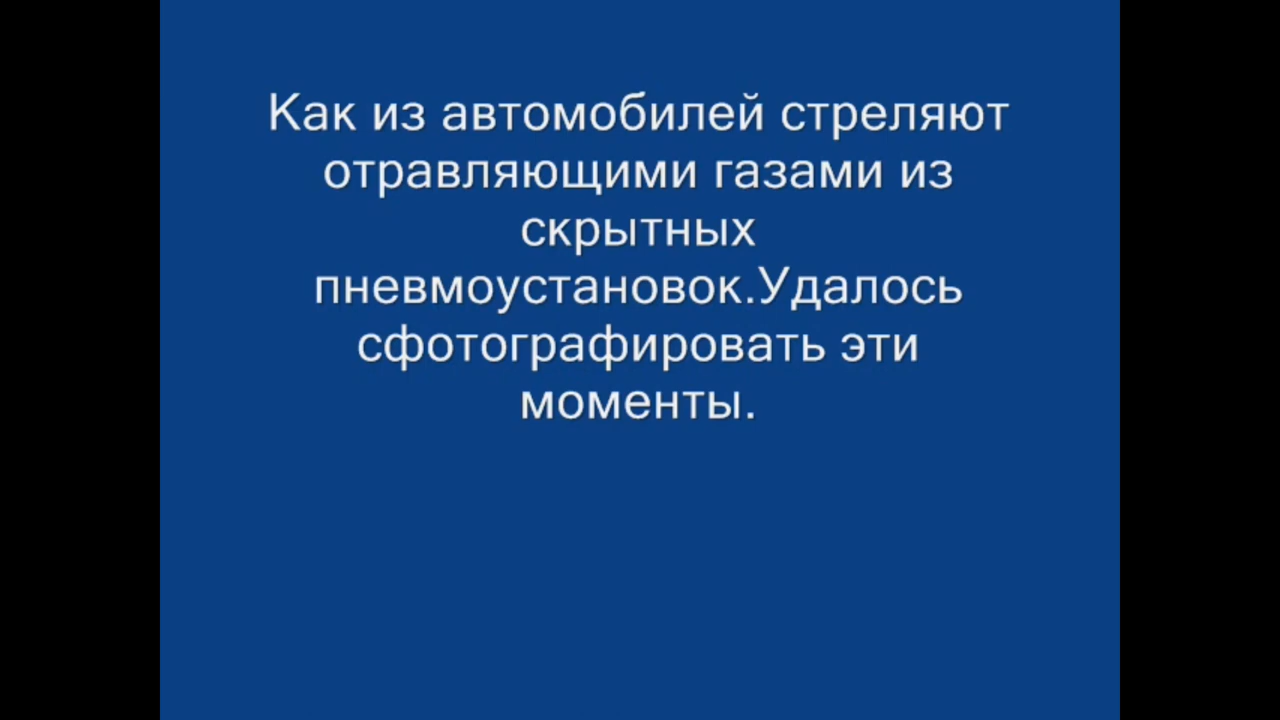 Как из автомобилей стреляют
отравляющими газами из
скрытных
пневмоустановок.Удалось
сфотографировать эти
моменты.